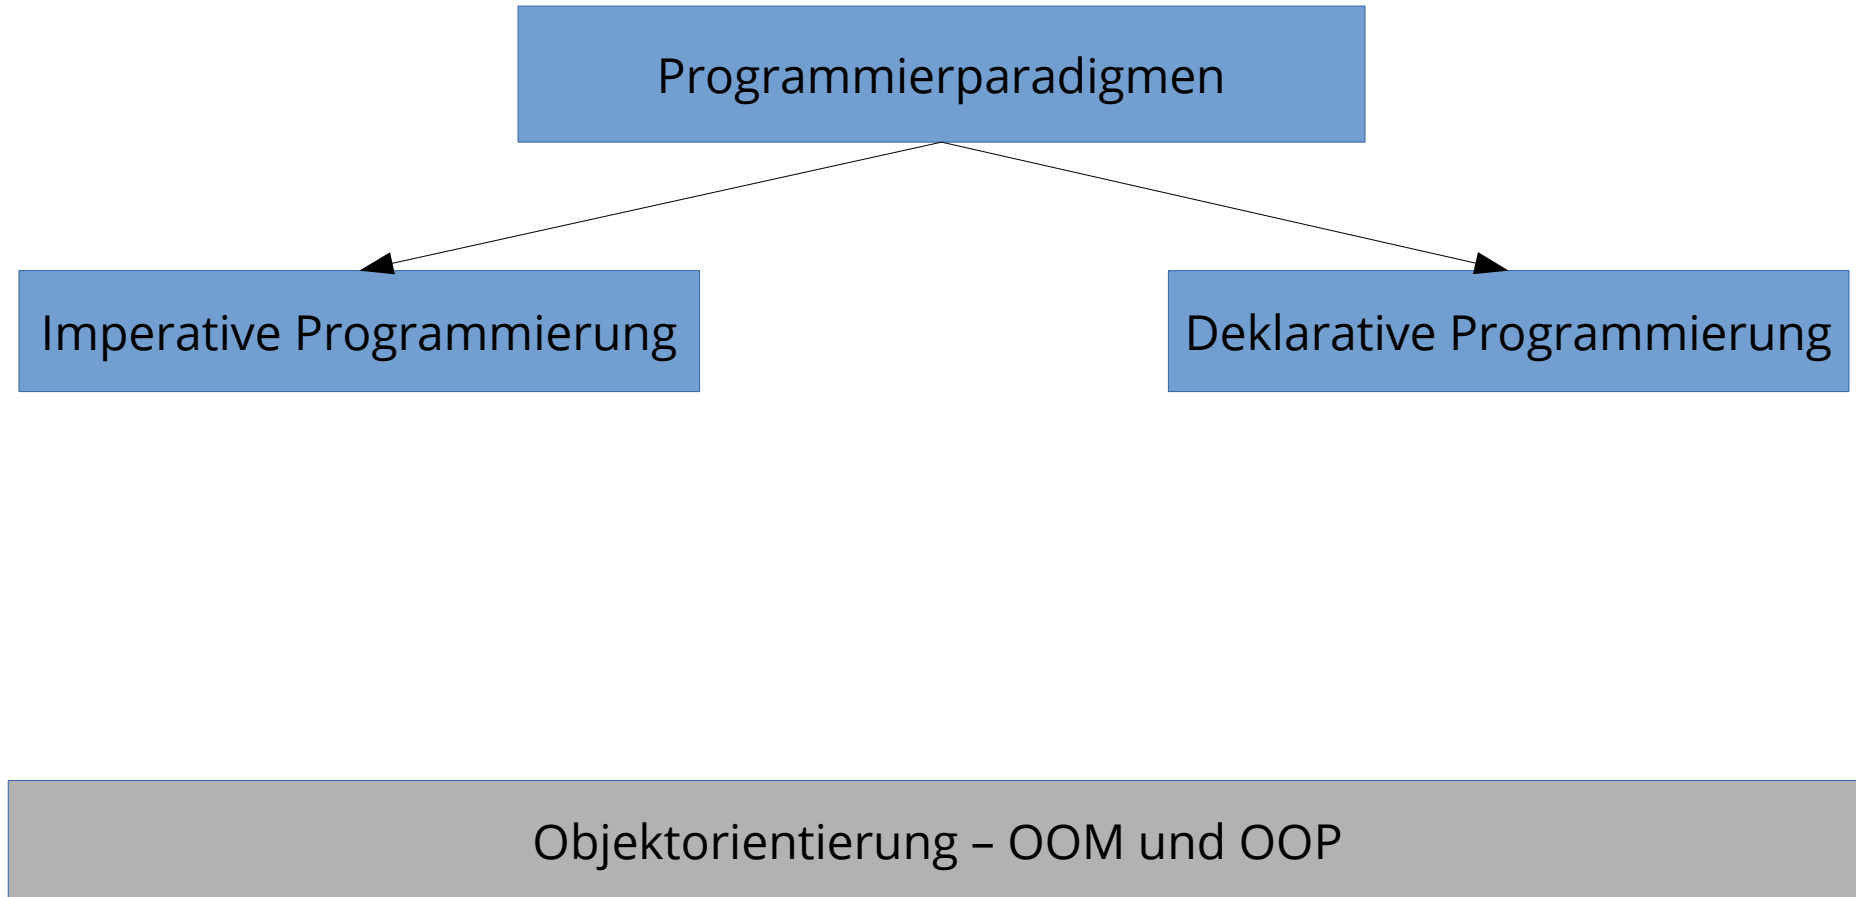 Programmierparadigmen
Imperative Programmierung
Deklarative Programmierung
Objektorientierung – OOM und OOP